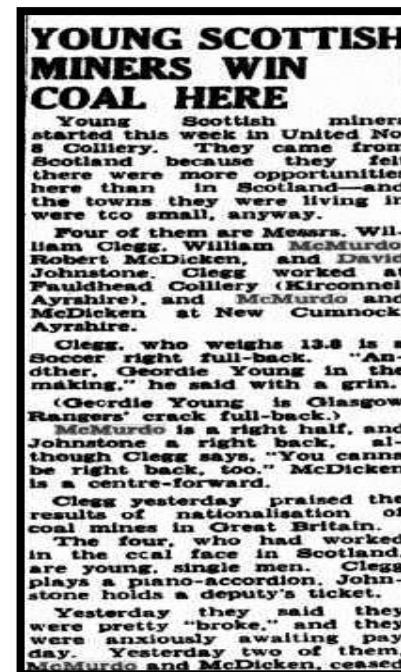 YOUNG SCOTTISH
MINERS WIN
COAL HERE
Young Scottish miners
started this week in United No
8 Colliery. They came from
Scotland because they felt
there were more opportunities
here than in Scotland—and
the towns they were living in
were too small, anyway.
Four of them are Messrs. Wil-
liam Clegg, William McMurdo
Robert McDicken, and David
Johnstone. Clegg worked at
Fauldhead Colliery (Kirconnel
Ayrshire), and McMurdo and
McDicken at New Cumnock
Ayrshire.
Clegg, who weighs 13.8 is a
Soccer right full-back. "An-
other, Geordie Young in the
making," he said with a grin.
(Geordie Young is Glasgow
Rangers' crack full-back.)
McMurdo is a right half, and
Johnstone a right back, al-
though Clegg says, "You canna
be right back, too." McDicken
is a centre-forward.
Clegg yesterday praised the
results of nationalisation of
coal mines in Great Britain.
The four, who had worked
in the coal face in Scotland,
are young, single men. Clegg
plays a piano-accordion. John-
stone holds a deputy's ticket.
Yesterday they said they
were pretty "broke," and they
were anxiously awaiting pay
day. Yesterday two of them,
McMurdo and McDicken, ceased